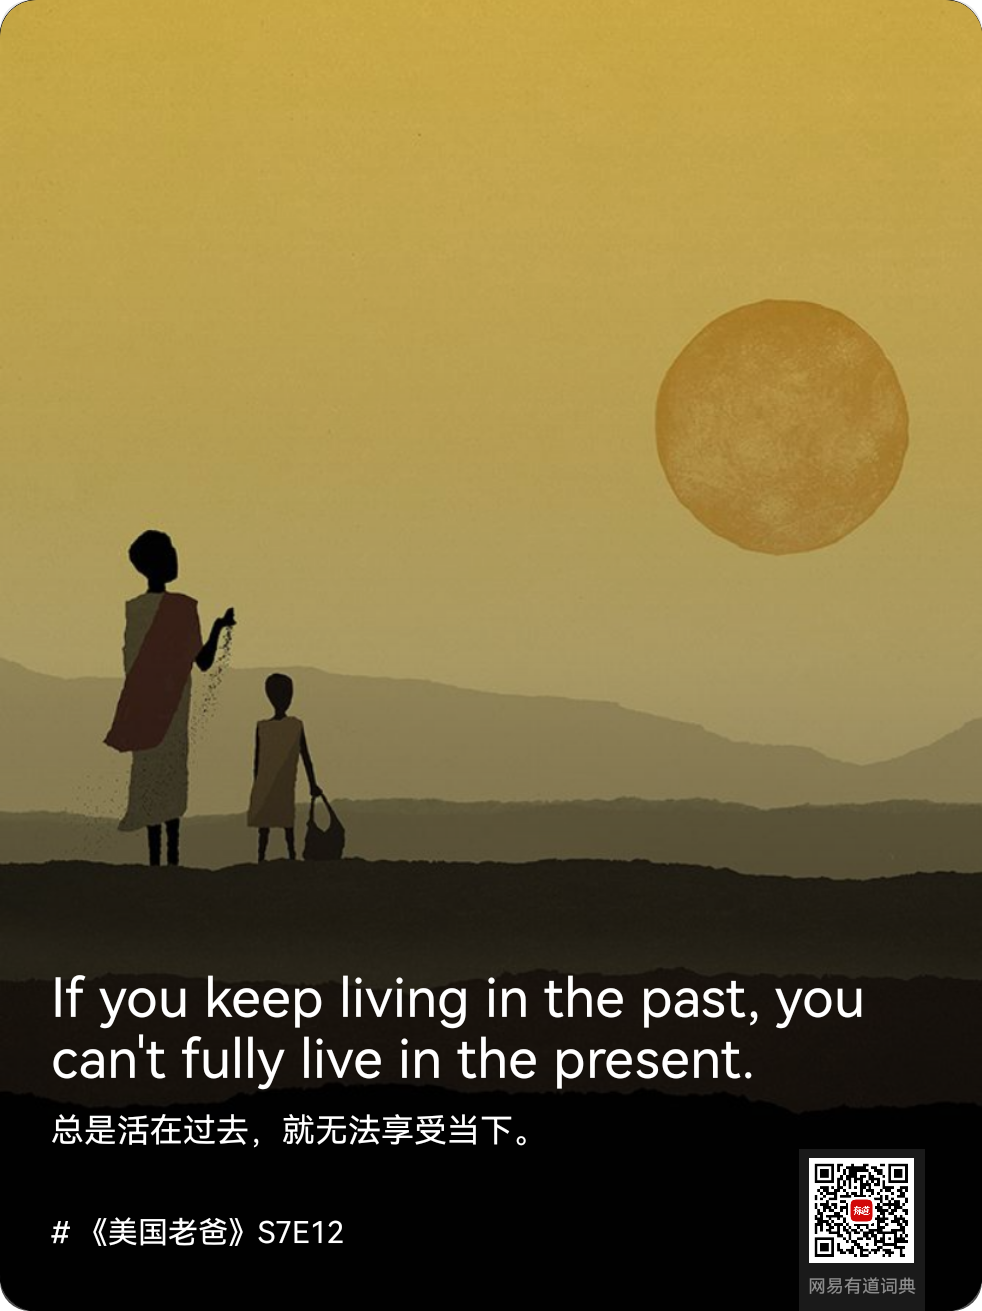 If you keep living in the past, you
can't fully live in the present.
总是活在过去，就无法享受当下。
# 《美国老爸》S7E12
有道
网易有道词典